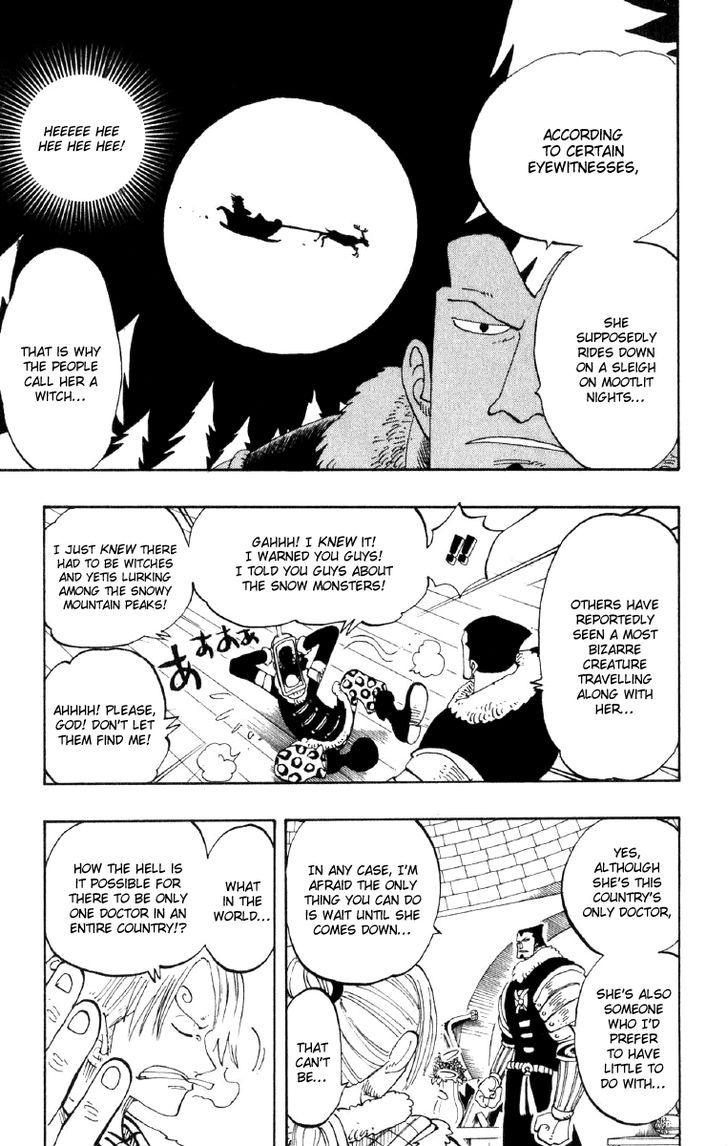 ACCORDING
TO CERTAIN
EYEWITNESSES,
SHE
SUPPOSEDLY
RIDES DOWN
ON A SLEIGH
ON MOOTLIT
NIGHTS...
HEEEEE HEE
HEE HEE HEE!
THAT IS WHY
THE PEOPLE
CALL HER A
WITCH...
OTHERS HAVE
REPORTEDLY
SEEN A MOST
BIZARRE
CREATURE
TRAVELLING
ALONG WITH
HER...
!!
GAHHH! I KNEW IT!
I WARNED YOU GUYS!
I TOLD YOU GUYS ABOUT
THE SNOW MONSTERS!
I JUST KNEW THERE
HAD TO BE WITCHES
AND YETIS LURKING
AMONG THE SNOWY
MOUNTAIN PEAKS!
あぁぁぁ
AHHHH! PLEASE,
GOD! DON'T LET
THEM FIND ME!
YES,
ALTHOUGH
SHE'S THIS
COUNTRY'S
ONLY DOCTOR,
SHE'S ALSO
SOMEONE
WHO I'D
PREFER
TO HAVE
LITTLE TO
DO WITH...
IN ANY CASE, I'M
AFRAID THE ONLY
THING YOU CAN DO
IS WAIT UNTIL SHE
COMES DOWN...
THAT
CAN'T
BE...
WHAT
IN THE
WORLD...
HOW THE HELL IS
IT POSSIBLE FOR
THERE TO BE ONLY
ONE DOCTOR IN AN
ENTIRE COUNTRY!?